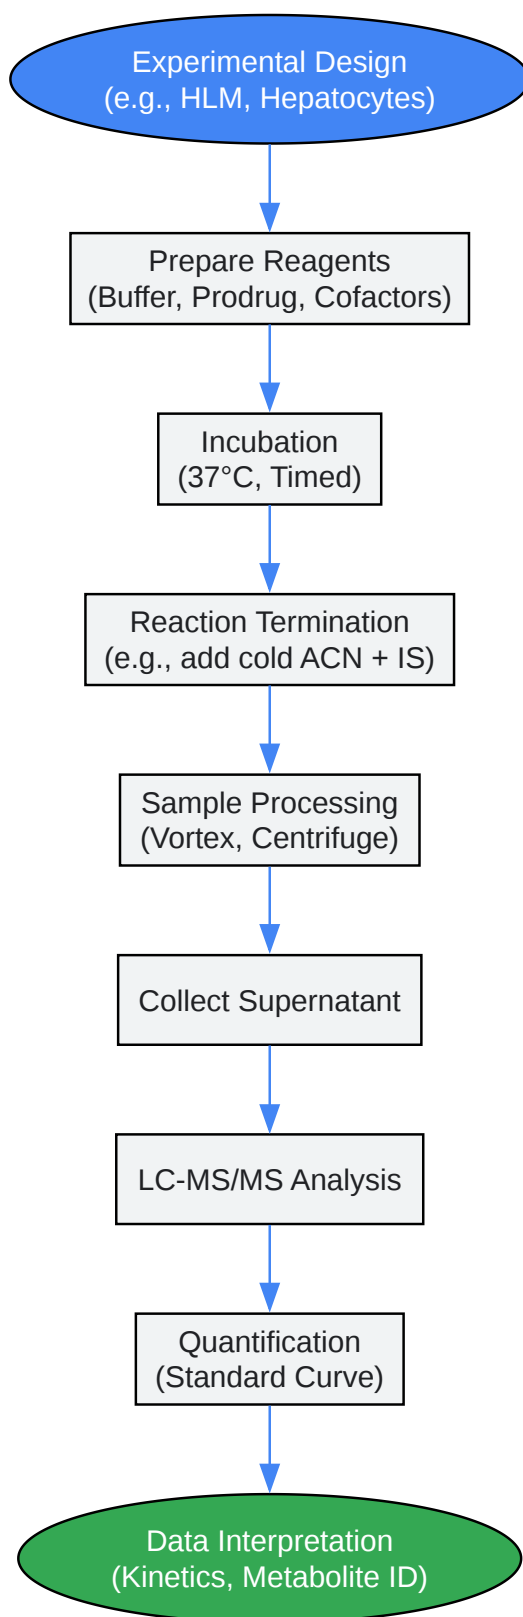 Experimental Design
(e.g., HLM, Hepatocytes)
Prepare Reagents
(Buffer, Prodrug, Cofactors)
Incubation
(37°C, Timed)
Reaction Termination
(e.g., add cold ACN + IS)
Sample Processing
(Vortex, Centrifuge)
Collect Supernatant
LC-MS/MS Analysis
Quantification
(Standard Curve)
Data Interpretation
(Kinetics, Metabolite ID)